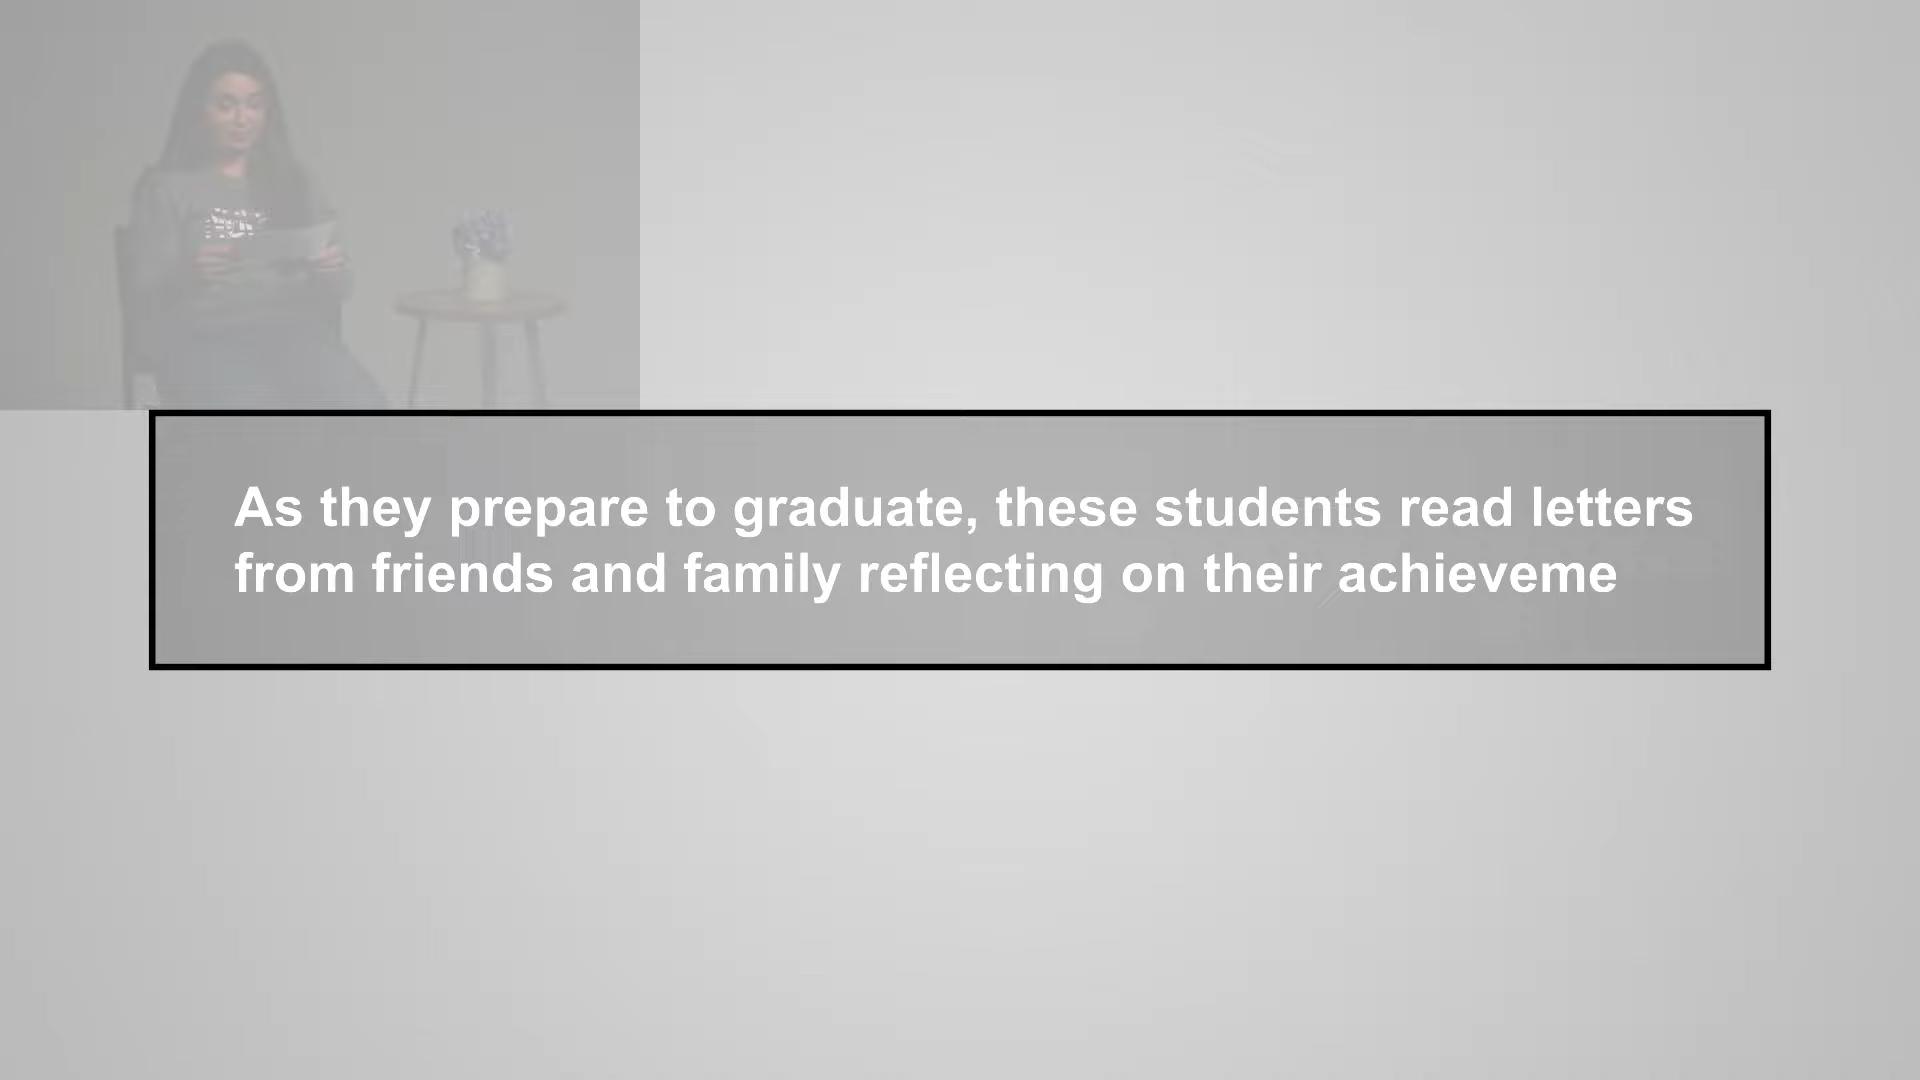 As they prepare to graduate, these students read letters
from friends and family reflecting on their achieveme